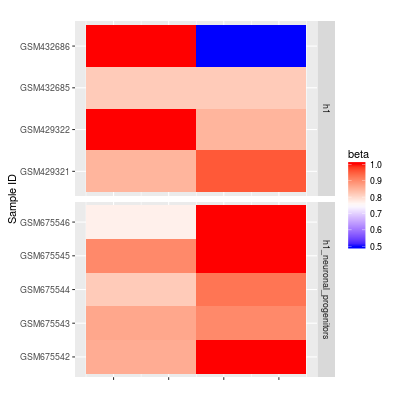 GSM432686
GSM432685
GSM429322
GSM429321
h1
GSM675546
GSM675545
GSM675544
GSM675543
GSM675542
h1_neuronal_progenitors
Sample ID
beta
1.0
0.9
0.8
0.7
0.6
0.5